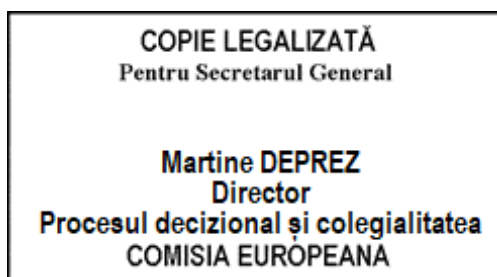 COPIE LEGALIZATĂ
Pentru Secretarul General
Martine DEPREZ
Director
Procesul decizional și colegialitatea
COMISIA EUROPEANA